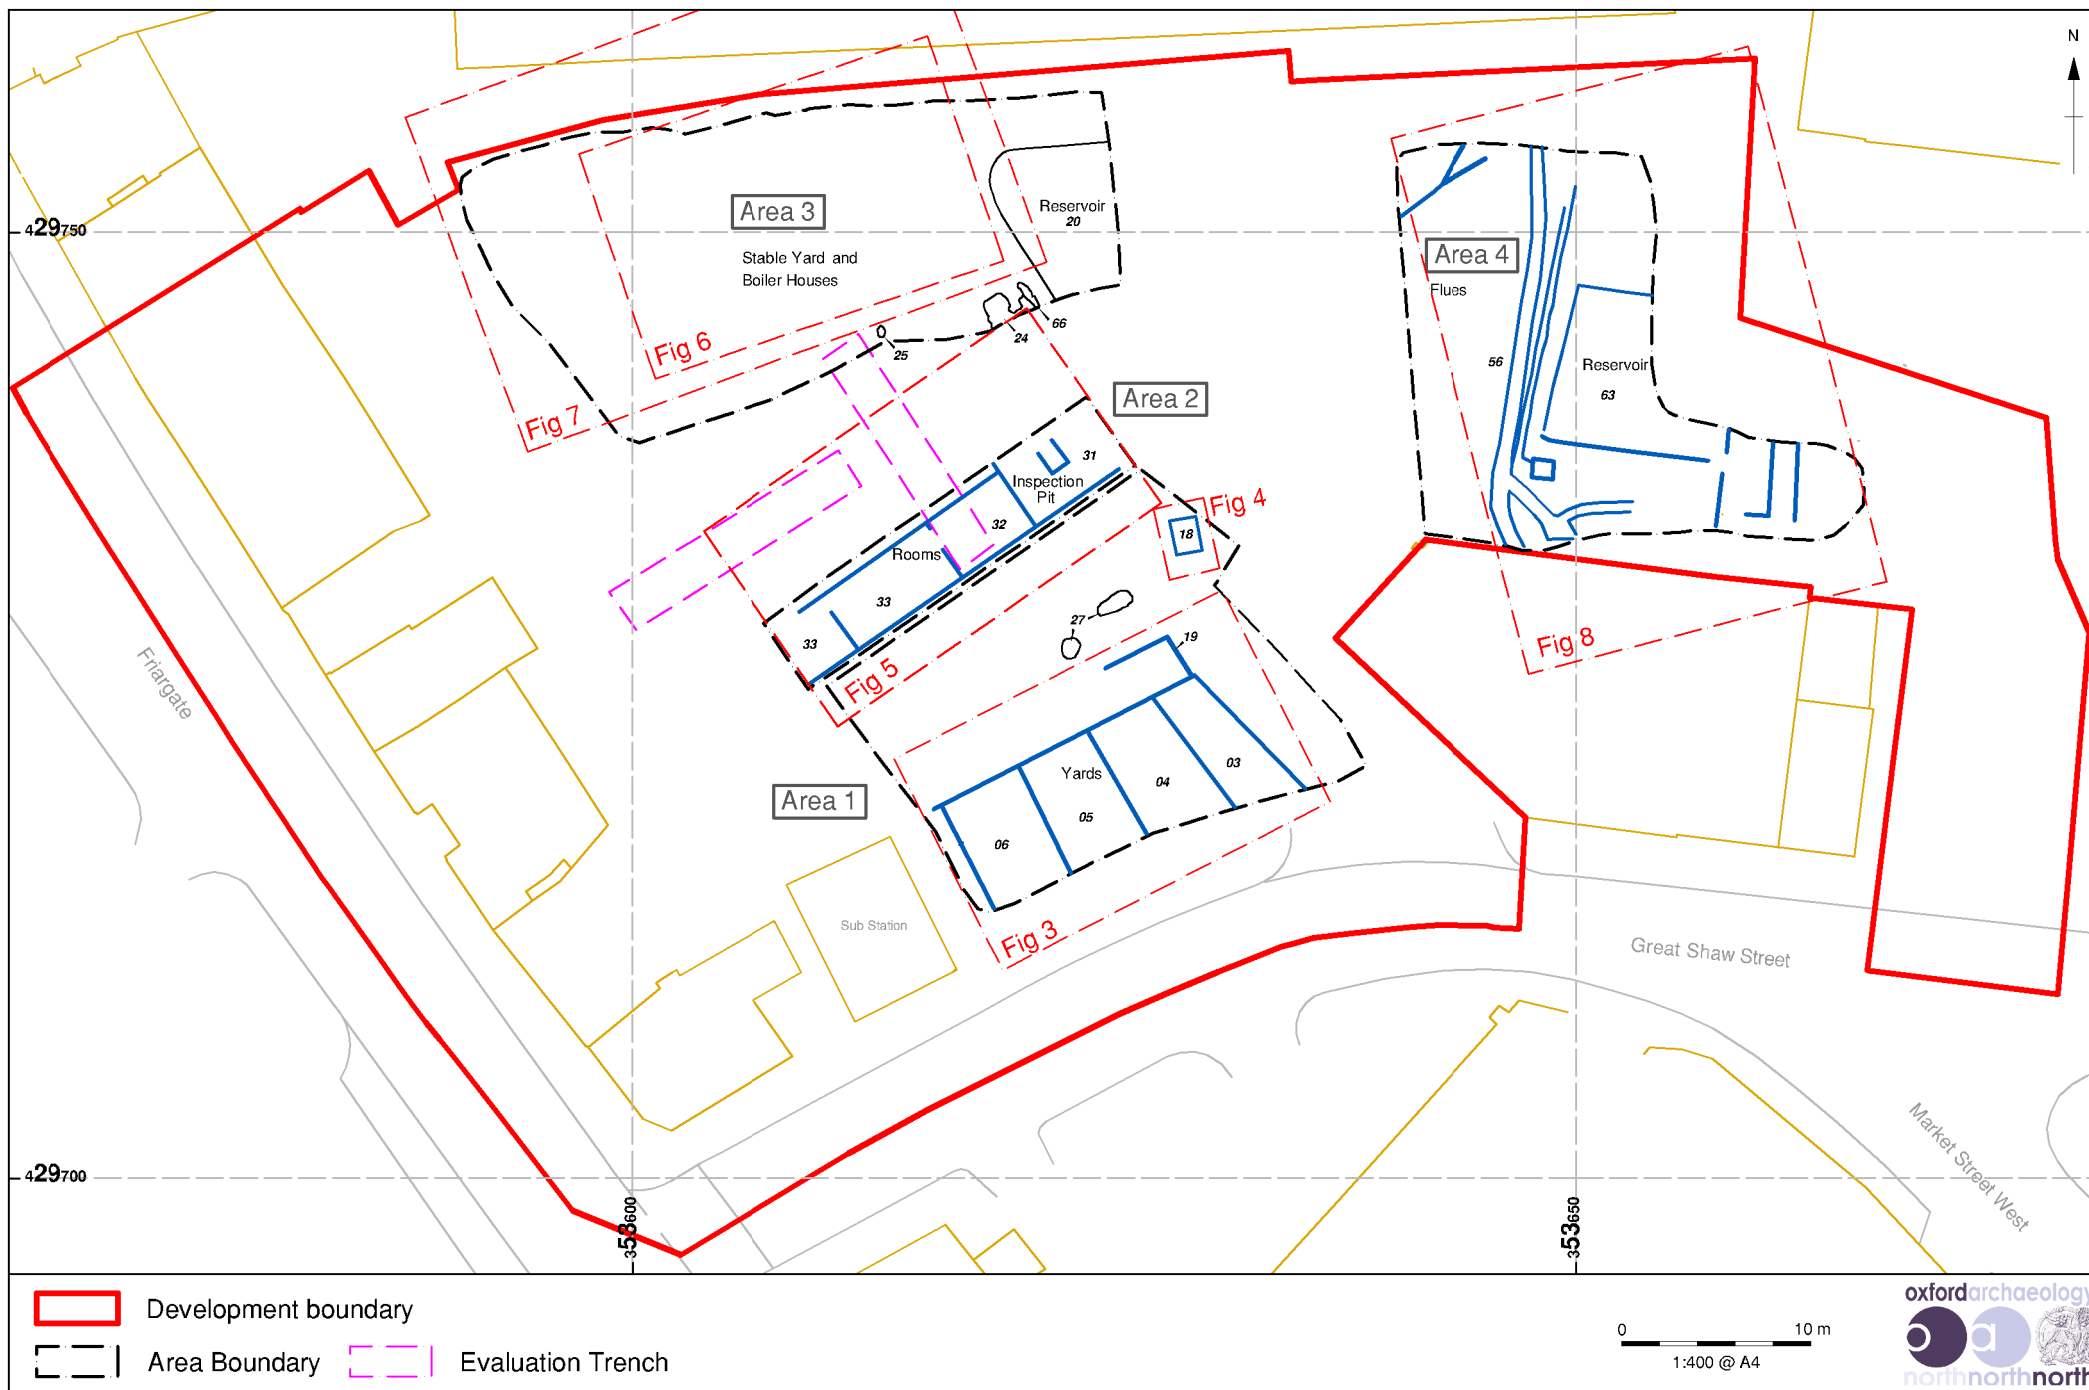 N
Area 3
Stable Yard and
Boiler Houses
Reservoir
20
429750
Area 4
Flues
Fig 6
Fig 7
25
24
66
56
Reservoir
63
Area 2
31
Inspection
Pit
32
Rooms
33
33
Fig 4
18
Fig 5
27
19
Fig 8
Friargate
Area 1
Yards
03
04
05
06
Sub Station
Fig 3
Great Shaw Street
Market Street West
429700
353600
353650
Development boundary
Area Boundary
Evaluation Trench
0 10 m
1:400 @ A4
oxfordarchaeology
oa
northnorthnorth